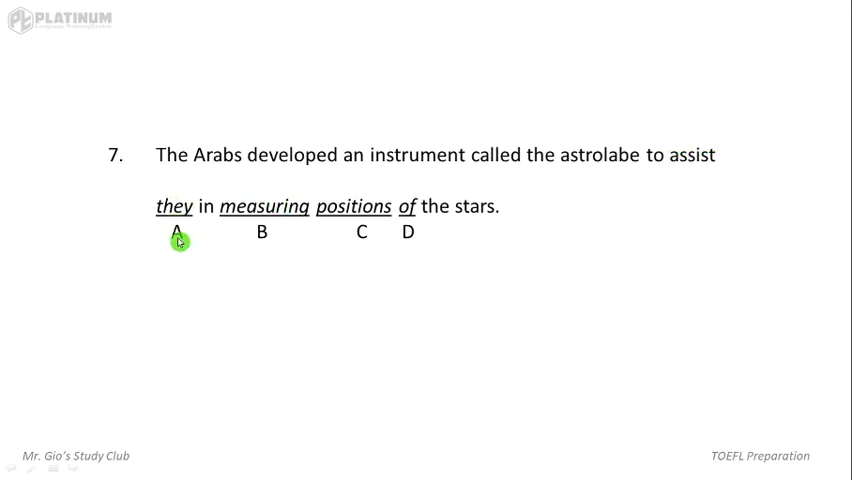 PLATINUM
7. The Arabs developed an instrument called the astrolabe to assist
they in measuring positions of the stars.
A B C D
Mr. Gio's Study Club
TOEFL Preparation